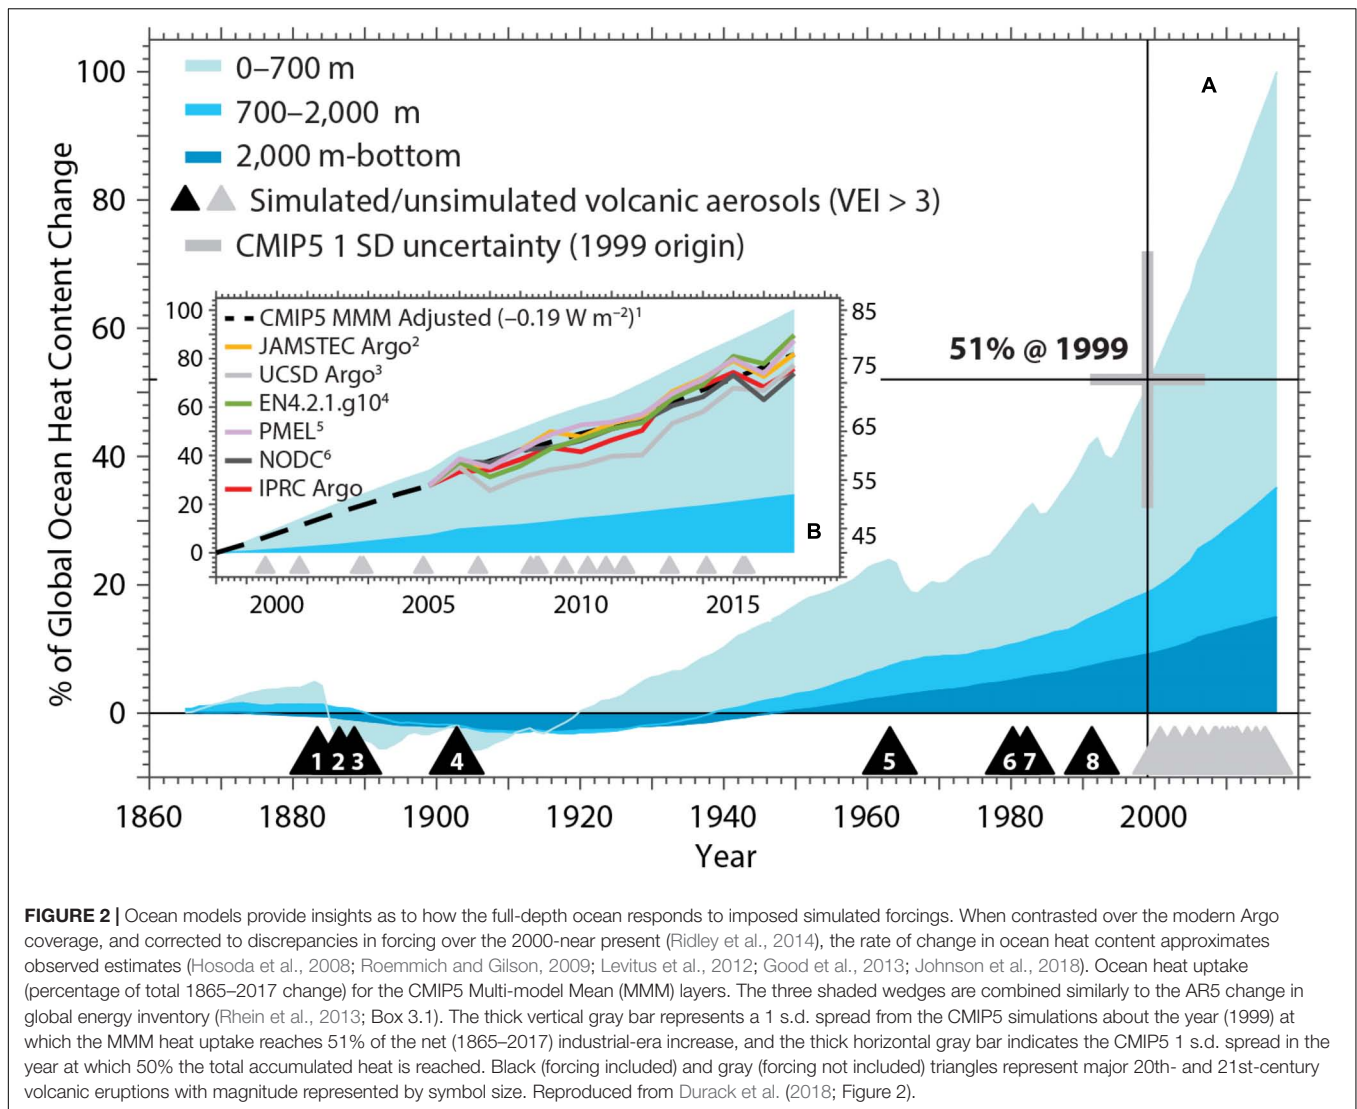 100
80
60
40
20
0
% of Global Ocean Heat Content Change
0–700 m
700–2,000 m
2,000 m-bottom
Simulated/unsimulated volcanic aerosols (VEI > 3)
CMIP5 1 SD uncertainty (1999 origin)
A
51% @ 1999
100
80
60
40
20
0
CMIP5 MMM Adjusted (–0.19 W m⁻²)¹
JAMSTEC Argo²
UCSD Argo³
EN4.2.1.g10⁴
PMEL⁵
NODC⁶
IPRC Argo
B
85
75
65
55
45
2000 2005 2010 2015
1 2 3 4 5 6 7 8
1860 1880 1900 1920 1940 1960 1980 2000
Year
FIGURE 2 | Ocean models provide insights as to how the full-depth ocean responds to imposed simulated forcings. When contrasted over the modern Argo
coverage, and corrected to discrepancies in forcing over the 2000-near present (Ridley et al., 2014), the rate of change in ocean heat content approximates
observed estimates (Hosoda et al., 2008; Roemmich and Gilson, 2009; Levitus et al., 2012; Good et al., 2013; Johnson et al., 2018). Ocean heat uptake
(percentage of total 1865–2017 change) for the CMIP5 Multi-model Mean (MMM) layers. The three shaded wedges are combined similarly to the AR5 change in
global energy inventory (Rhein et al., 2013; Box 3.1). The thick vertical gray bar represents a 1 s.d. spread from the CMIP5 simulations about the year (1999) at
which the MMM heat uptake reaches 51% of the net (1865–2017) industrial-era increase, and the thick horizontal gray bar indicates the CMIP5 1 s.d. spread in the
year at which 50% the total accumulated heat is reached. Black (forcing included) and gray (forcing not included) triangles represent major 20th- and 21st-century
volcanic eruptions with magnitude represented by symbol size. Reproduced from Durack et al. (2018; Figure 2).